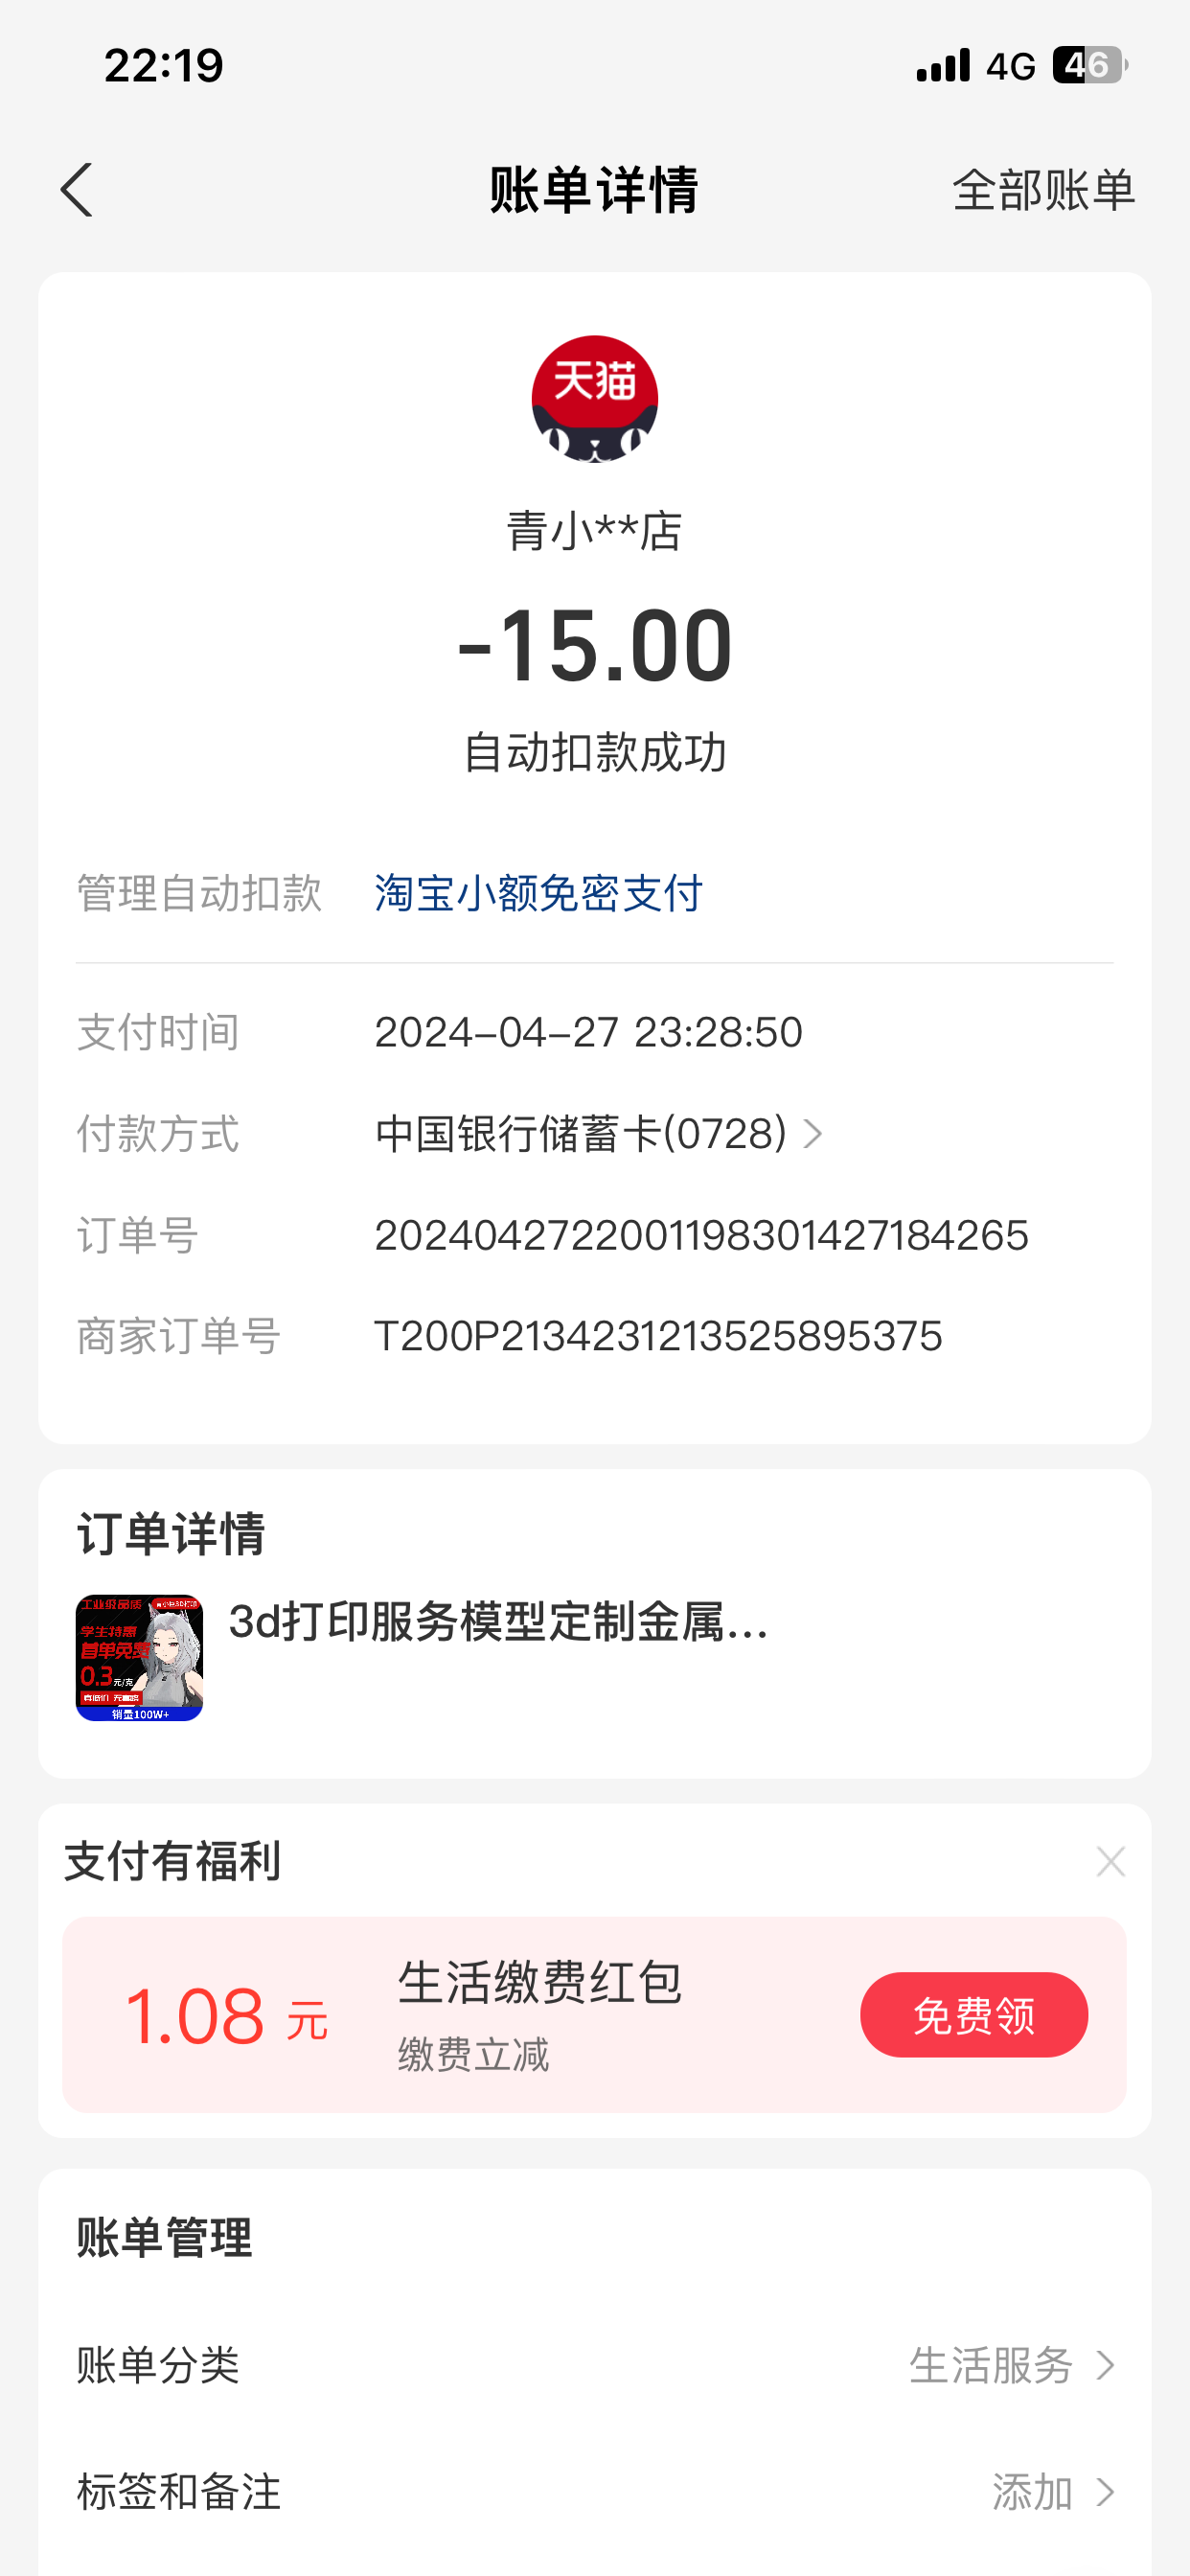 22:19 4G 46
账单详情 全部账单
天猫
青小**店
-15.00
自动扣款成功
管理自动扣款 淘宝小额免密支付
支付时间 2024-04-27 23:28:50
付款方式 中国银行储蓄卡(0728)
订单号 2024042722001198301427184265
商家订单号 T200P2134231213525895375
订单详情
3d打印服务模型定制金属...
工业级品质
学生特惠
首单免费
0.3元/克
销量100W+
支付有福利
1.08 元 生活缴费红包 免费领
缴费立减
账单管理
账单分类 生活服务
标签和备注 添加